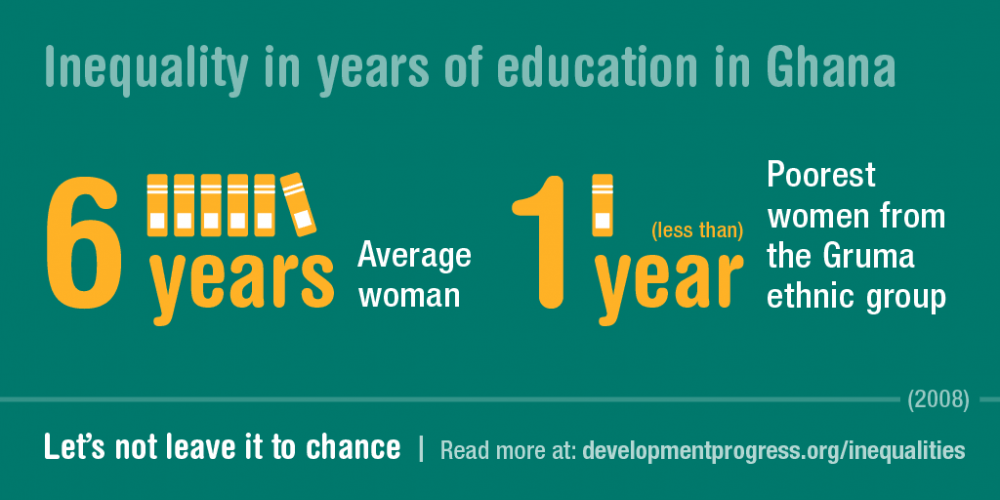 Inequality in years of education in Ghana
6 years
Average
woman
1 (less than)
year
Poorest
women from
the Gruma
ethnic group
(2008)
Let's not leave it to chance | Read more at: developmentprogress.org/inequalities